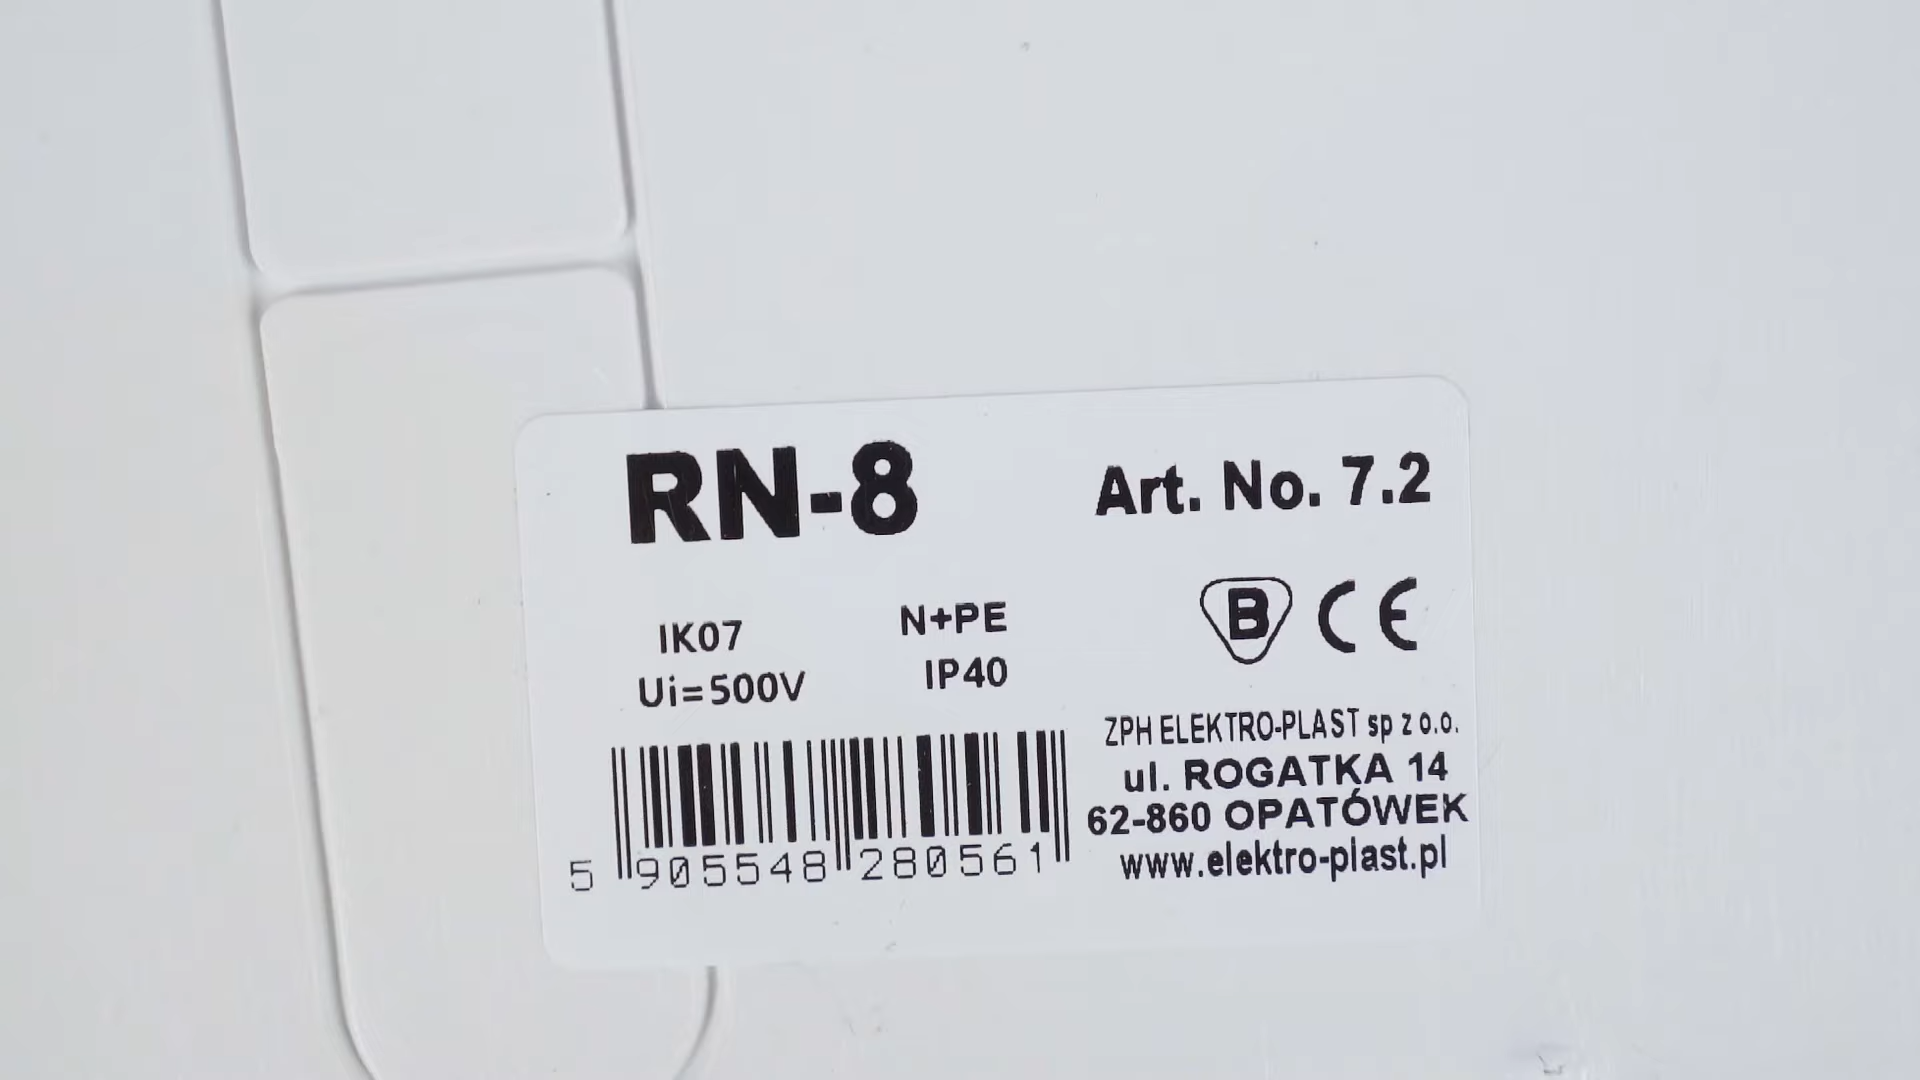 RN-8
Art. No. 7.2
IK07
N+PE
Ui=500V
IP40
B CE
ZPH ELEKTRO-PLAST sp z o.o.
ul. ROGATKA 14
62-860 OPATÓWEK
www.elektro-plast.pl
5 905548 280561